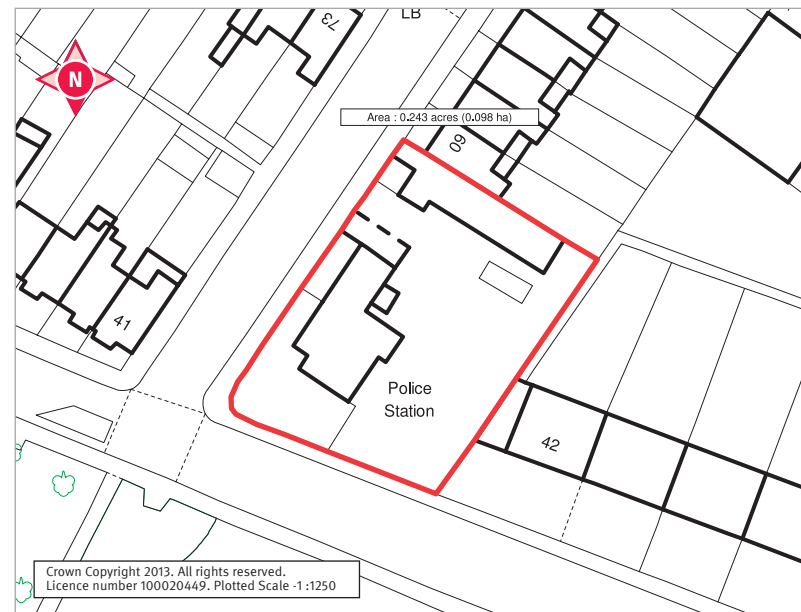 LB
73
N
Area : 0.243 acres (0.098 ha)
60
41
Police
Station
42
Crown Copyright 2013. All rights reserved.
Licence number 100020449. Plotted Scale -1 :1250